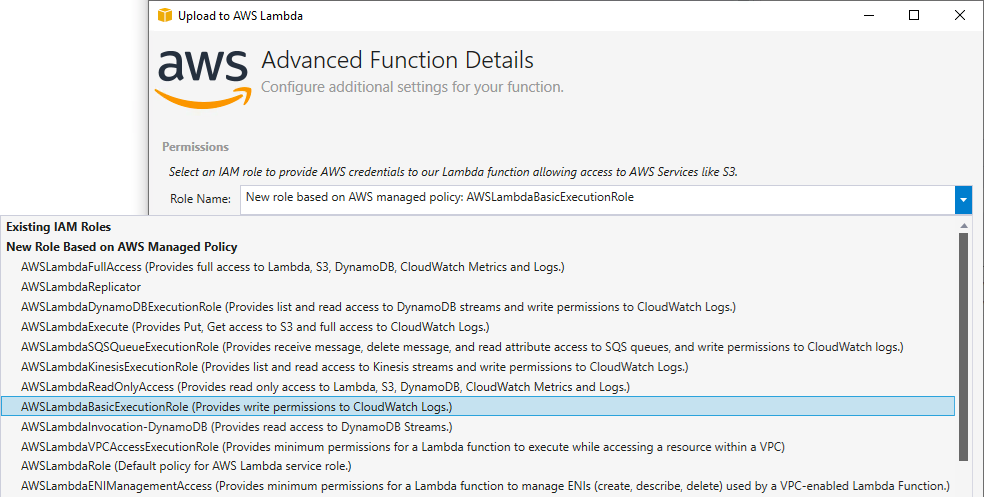 Upload to AWS Lambda
aws
Advanced Function Details
Configure additional settings for your function.
Permissions
Select an IAM role to provide AWS credentials to our Lambda function allowing access to AWS Services like S3.
Role Name: New role based on AWS managed policy: AWSLambdaBasicExecutionRole
Existing IAM Roles
New Role Based on AWS Managed Policy
AWSLambdaFullAccess (Provides full access to Lambda, S3, DynamoDB, CloudWatch Metrics and Logs.)
AWSLambdaReplicator
AWSLambdaDynamoDBExecutionRole (Provides list and read access to DynamoDB streams and write permissions to CloudWatch Logs.)
AWSLambdaExecute (Provides Put, Get access to S3 and full access to CloudWatch Logs.)
AWSLambdaSQSQueueExecutionRole (Provides receive message, delete message, and read attribute access to SQS queues, and write permissions to CloudWatch logs.)
AWSLambdaKinesisExecutionRole (Provides list and read access to Kinesis streams and write permissions to CloudWatch Logs.)
AWSLambdaReadOnlyAccess (Provides read only access to Lambda, S3, DynamoDB, CloudWatch Metrics and Logs.)
AWSLambdaBasicExecutionRole (Provides write permissions to CloudWatch Logs.)
AWSLambdaInvocation-DynamoDB (Provides read access to DynamoDB Streams.)
AWSLambdaVPCAccessExecutionRole (Provides minimum permissions for a Lambda function to execute while accessing a resource within a VPC)
AWSLambdaRole (Default policy for AWS Lambda service role.)
AWSLambdaENIManagementAccess (Provides minimum permissions for a Lambda function to manage ENIs (create, describe, delete) used by a VPC-enabled Lambda Function.)